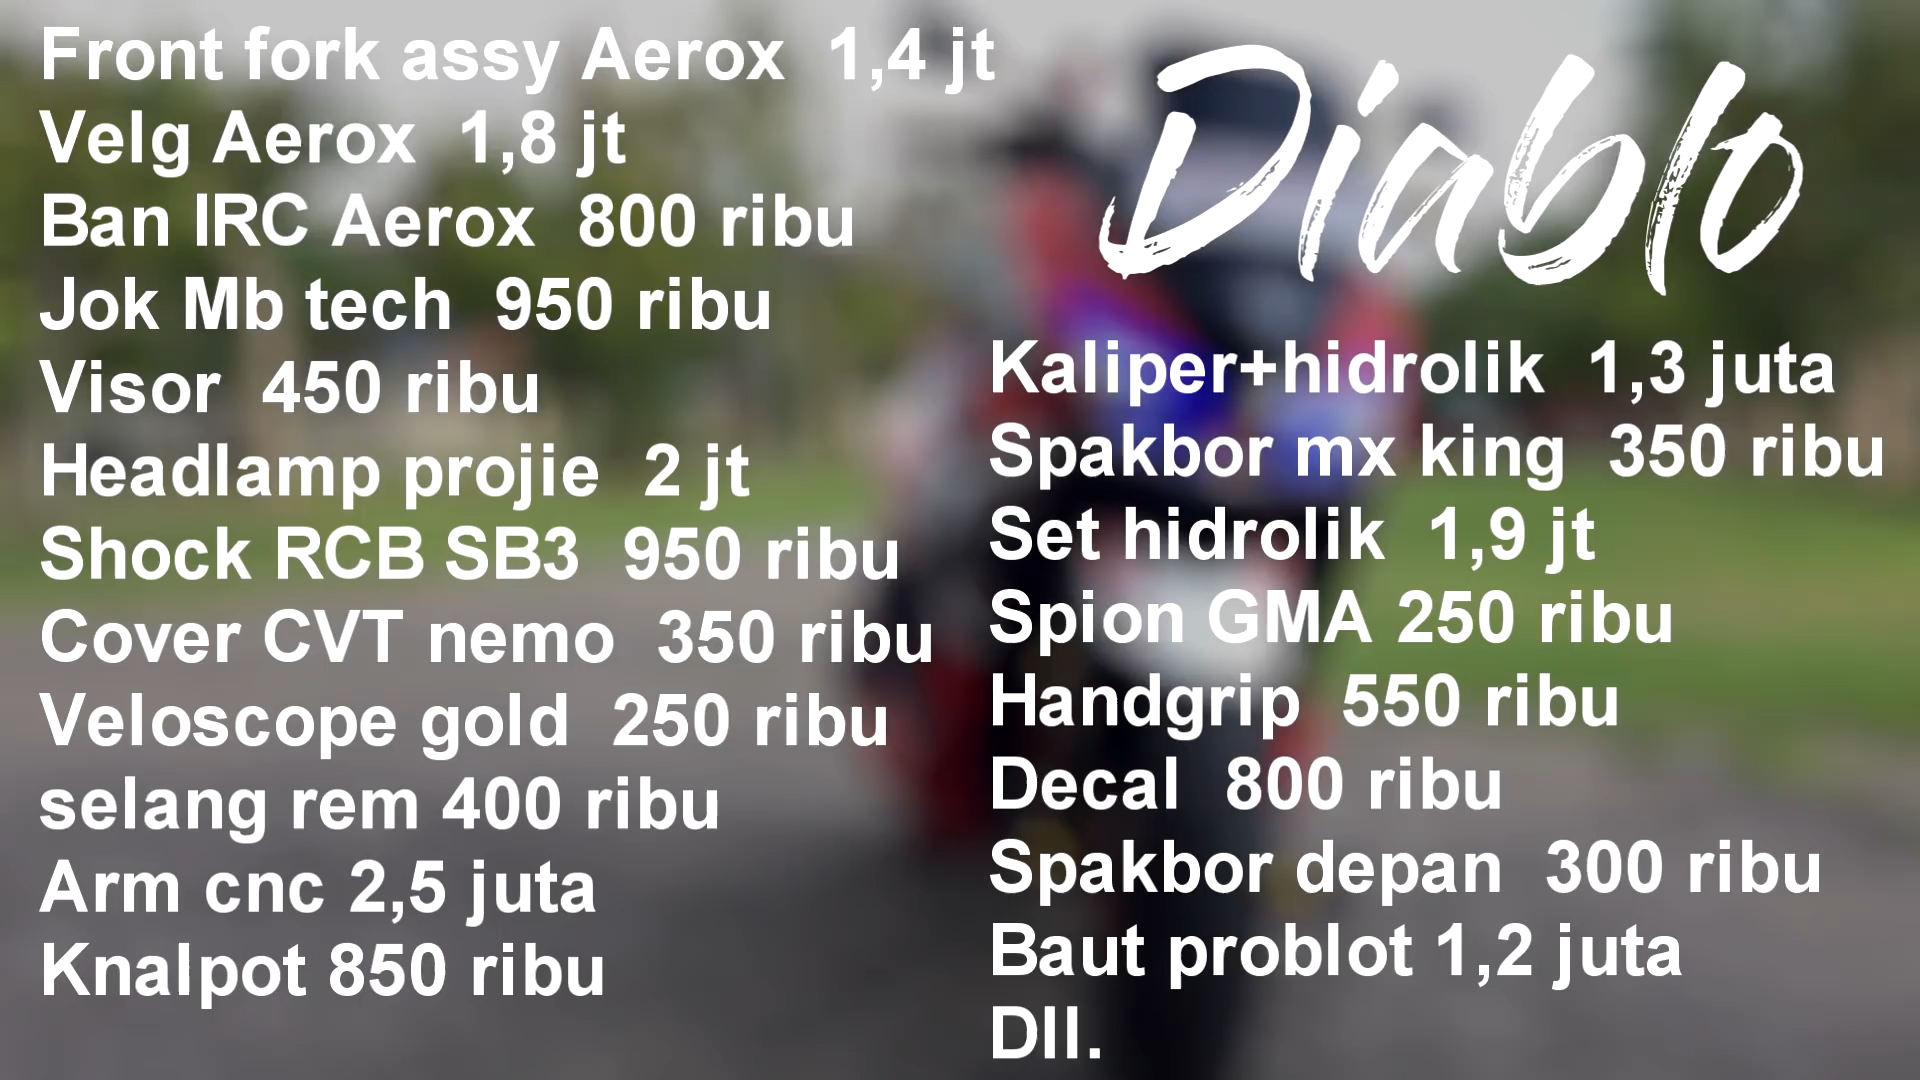 Front fork assy Aerox 1,4 jt
Velg Aerox 1,8 jt
Ban IRC Aerox 800 ribu
Jok Mb tech 950 ribu
Visor 450 ribu
Headlamp projie 2 jt
Shock RCB SB3 950 ribu
Cover CVT nemo 350 ribu
Veloscope gold 250 ribu
selang rem 400 ribu
Arm cnc 2,5 juta
Knalpot 850 ribu
Diablo
Kaliper+hidrolik 1,3 juta
Spakbor mx king 350 ribu
Set hidrolik 1,9 jt
Spion GMA 250 ribu
Handgrip 550 ribu
Decal 800 ribu
Spakbor depan 300 ribu
Baut problot 1,2 juta
Dll.